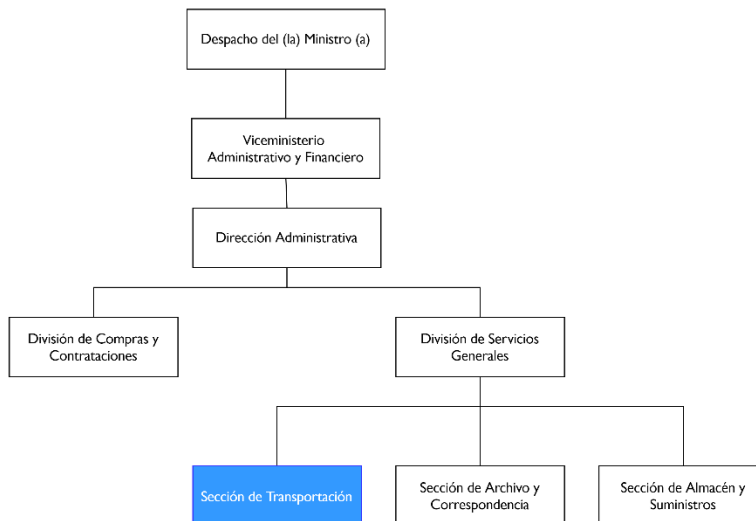 Despacho del (la) Ministro (a)
Viceministerio
Administrativo y Financiero
Dirección Administrativa
División de Compras y
Contrataciones
División de Servicios
Generales
Sección de Transportación
Sección de Archivo y
Correspondencia
Sección de Almacén y
Suministros